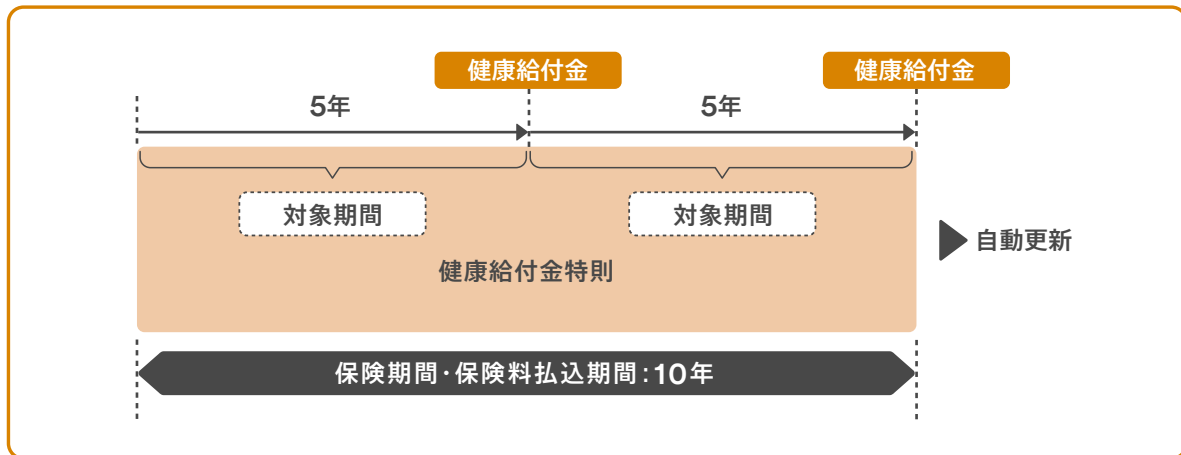 健康給付金
健康給付金
5年
5年
対象期間
対象期間
自動更新
健康給付金特則
保険期間・保険料払込期間:10年